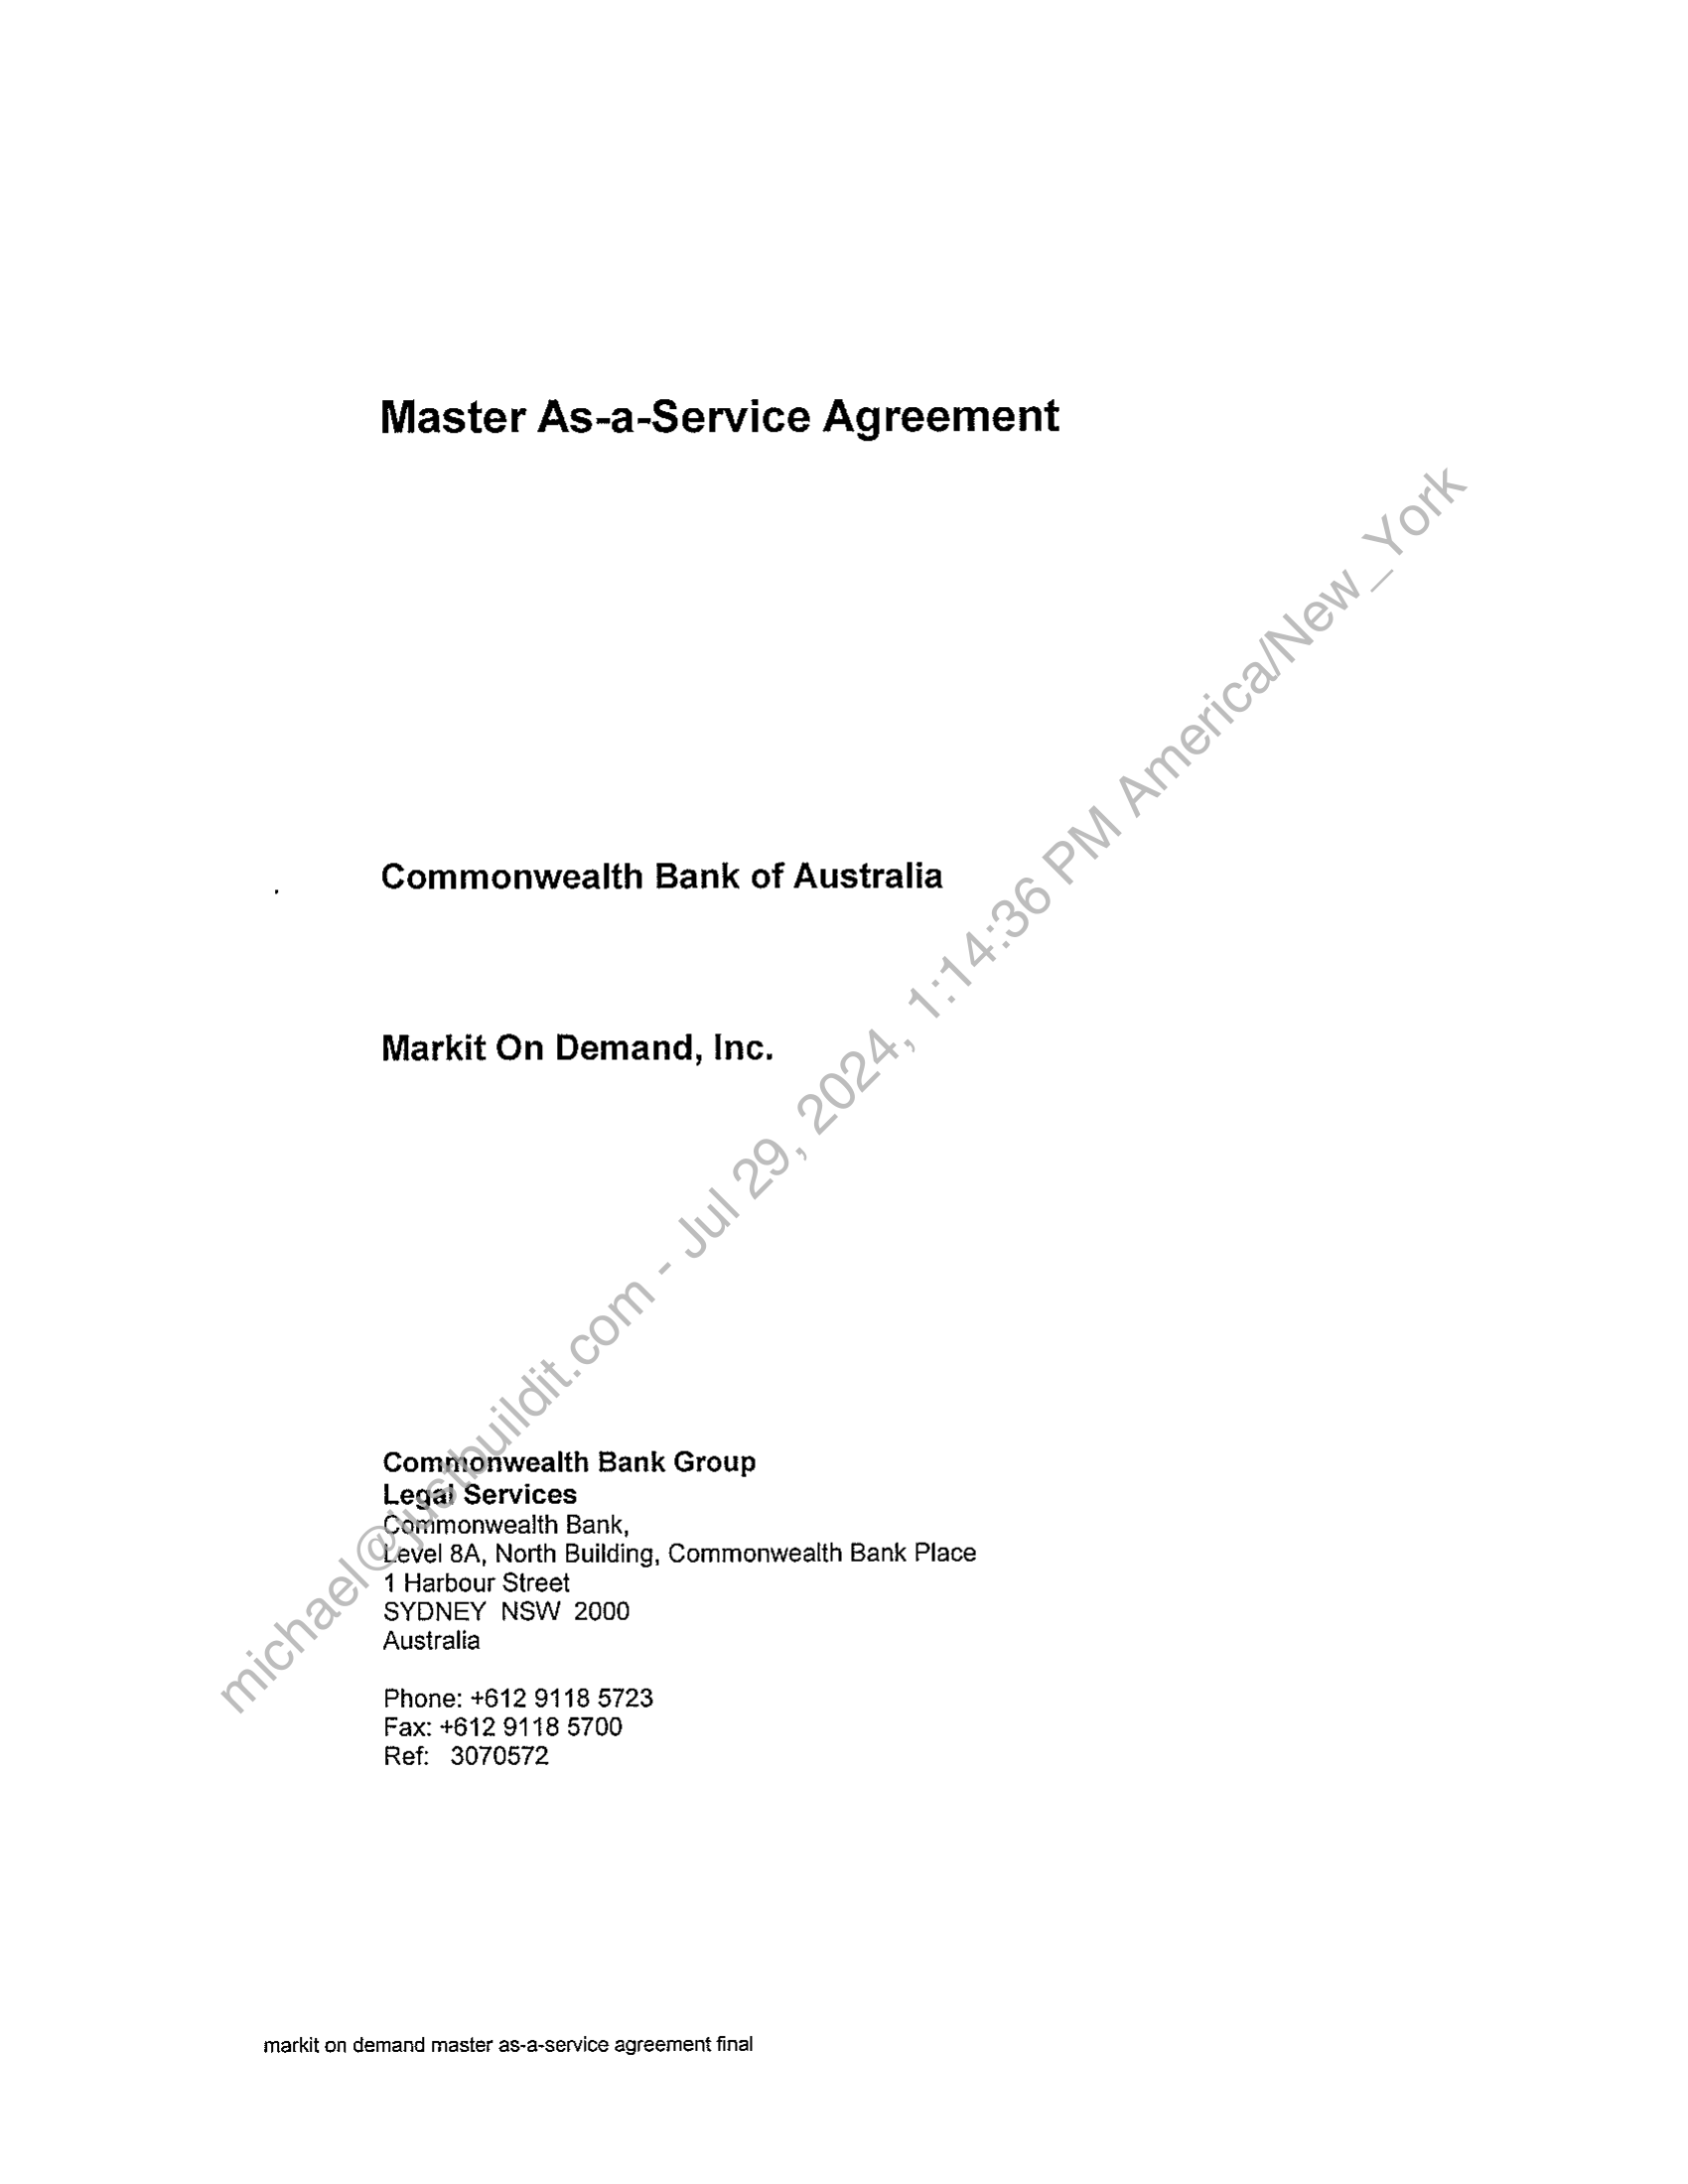 Master As-a-Service Agreement
Commonwealth Bank of Australia
Markit On Demand, Inc.
Commonwealth Bank Group
Legal Services
Commonwealth Bank,
Level 8A, North Building, Commonwealth Bank Place
1 Harbour Street
SYDNEY NSW 2000
Australia
Phone: +612 9118 5723
Fax: +612 9118 5700
Ref: 3070572
markit on demand master as-a-service agreement final
michael@justbuildit.com - Jul 29, 2024, 1:14:36 PM America/New_York